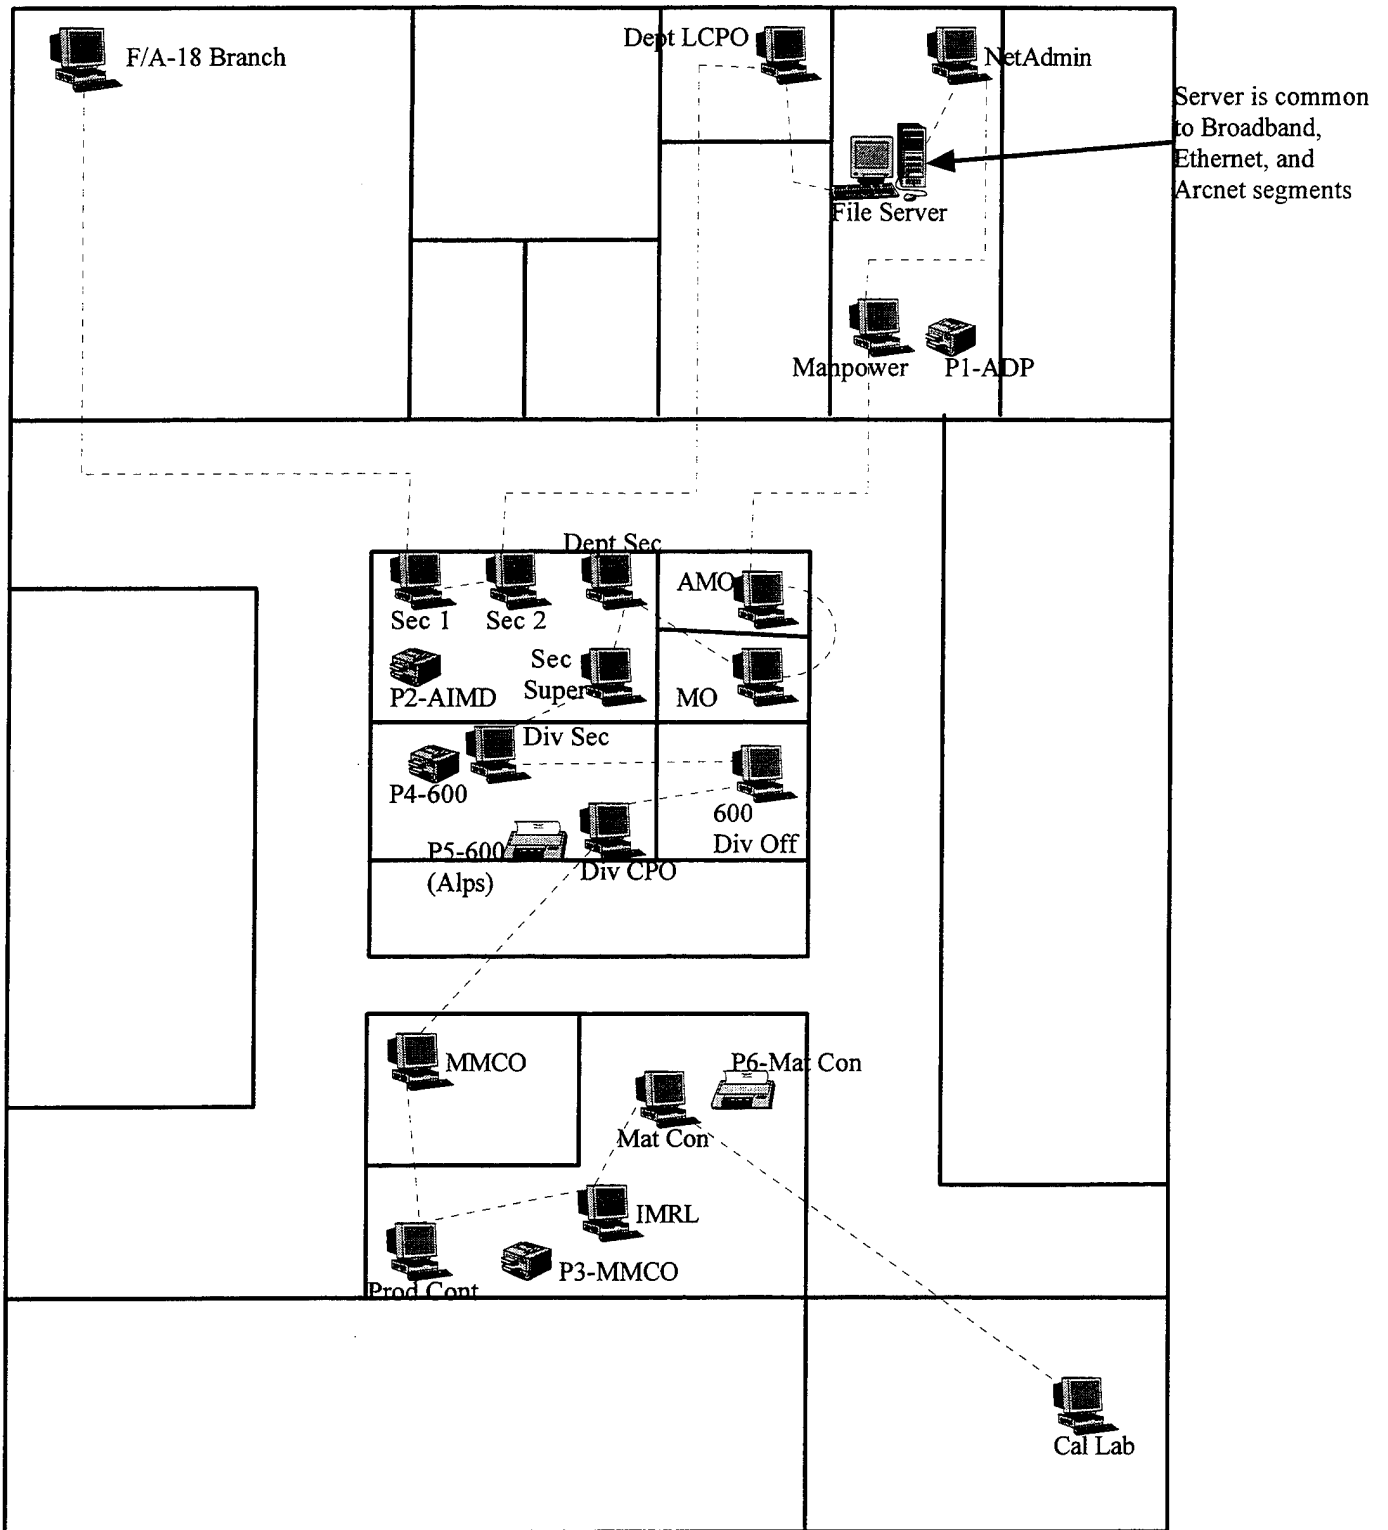 F/A-18 Branch
Dept LCPO
NetAdmin
Server is common
to Broadband,
Ethernet, and
Arcnet segments
File Server
Manpower
P1-ADP
Dept Sec
AMO
Sec 1
Sec 2
Sec
Super
P2-AIMD
MO
Div Sec
P4-600
600
Div Off
P5-600
(Alps)
Div CPO
MMCO
P6-Mat Con
Mat Con
IMRL
P3-MMCO
Prod Cont
Cal Lab